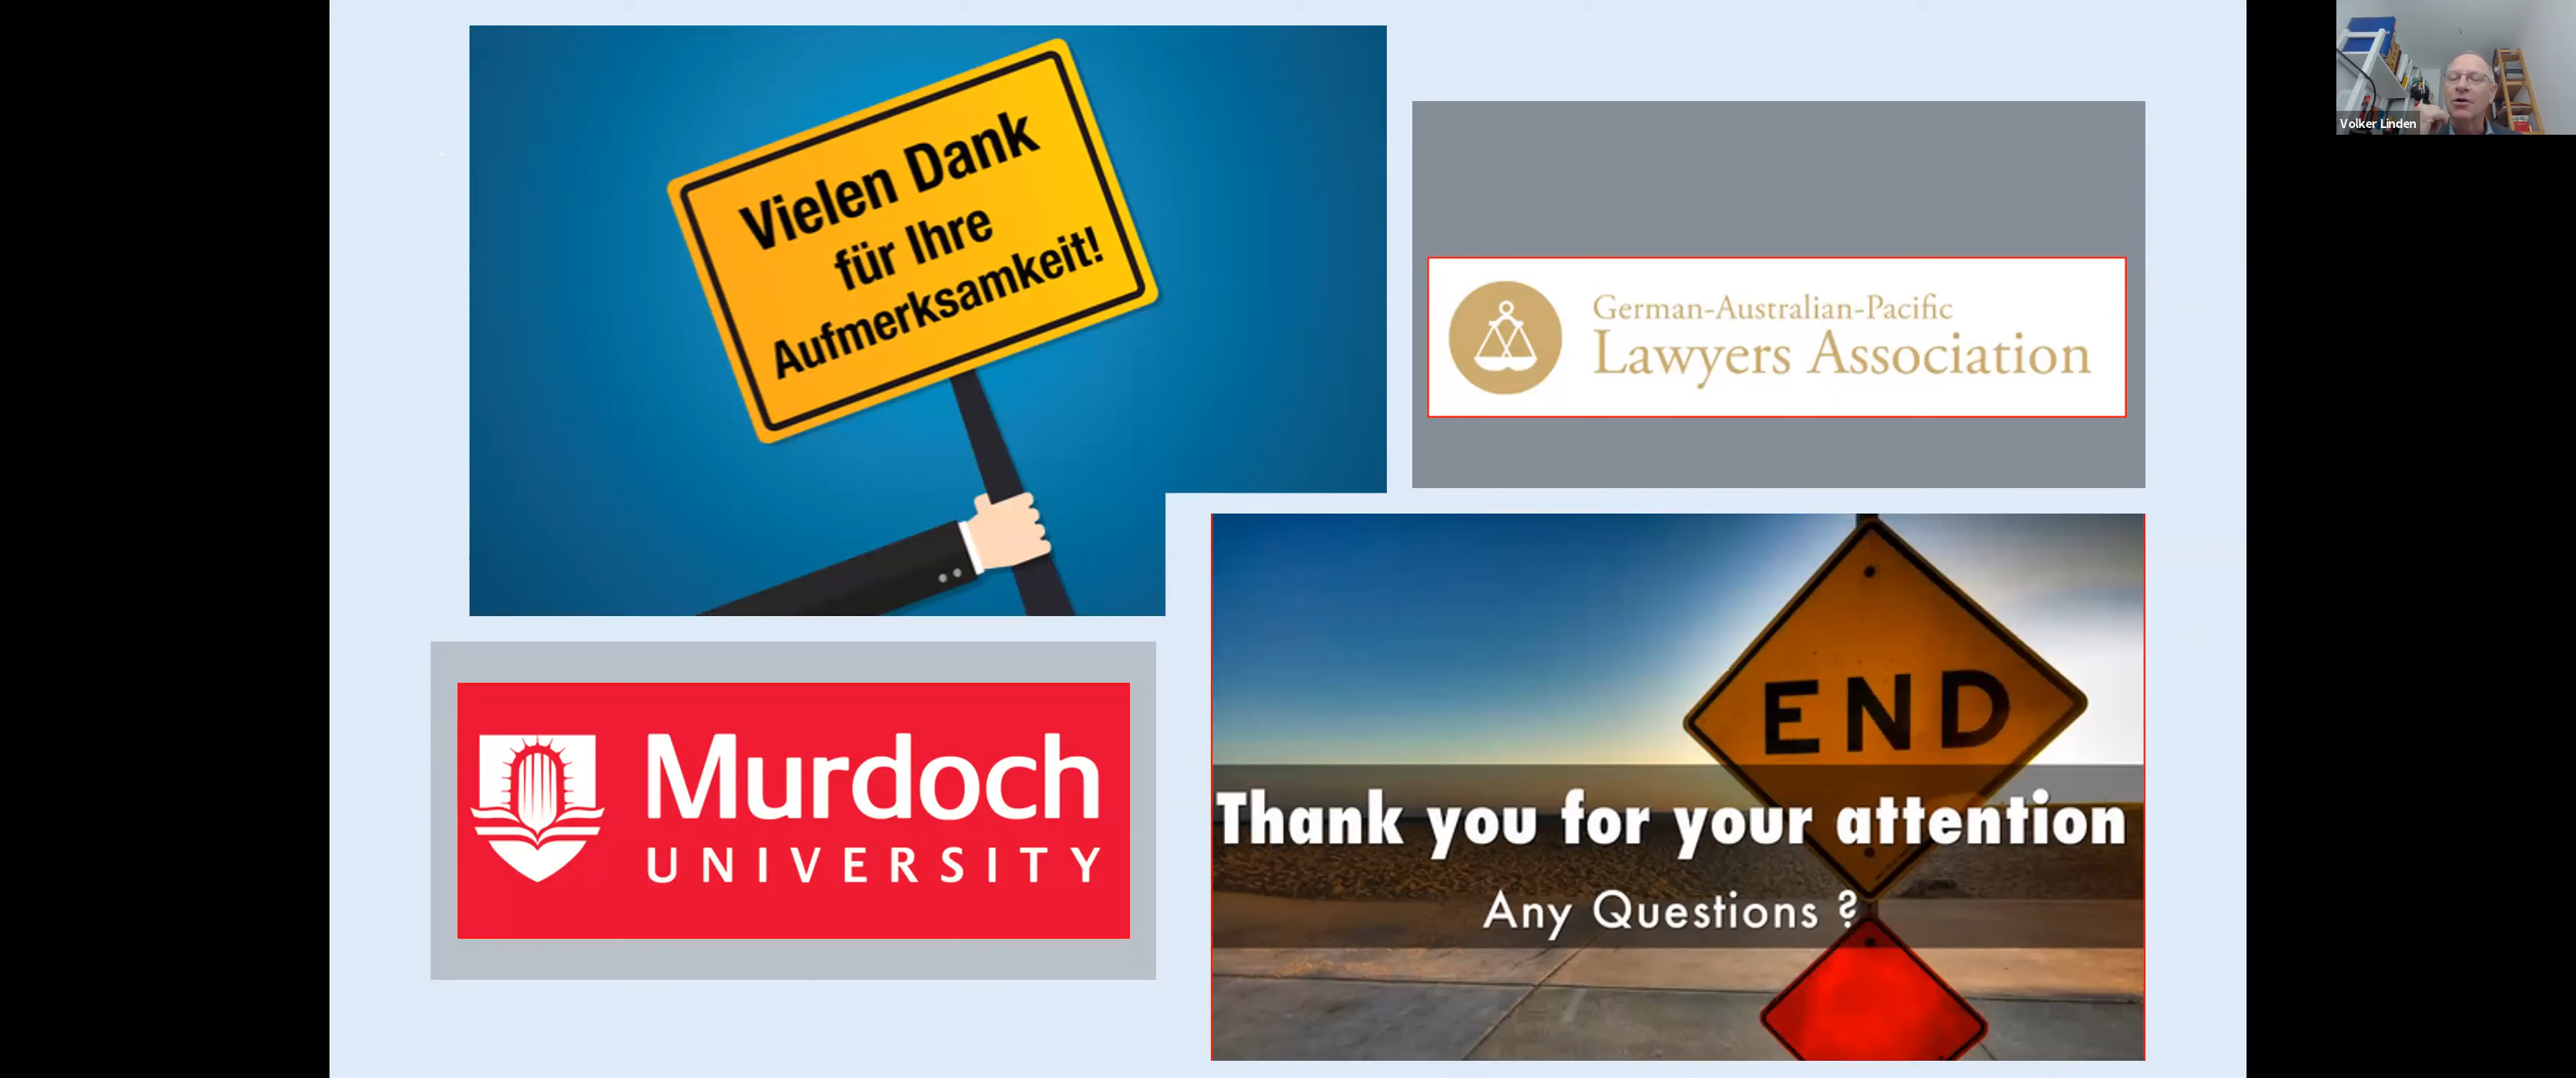 Vielen Dank
für Ihre
Aufmerksamkeit!
German-Australian-Pacific
Lawyers Association
Volker Linden
Murdoch
UNIVERSITY
END
Thank you for your attention
Any Questions ?